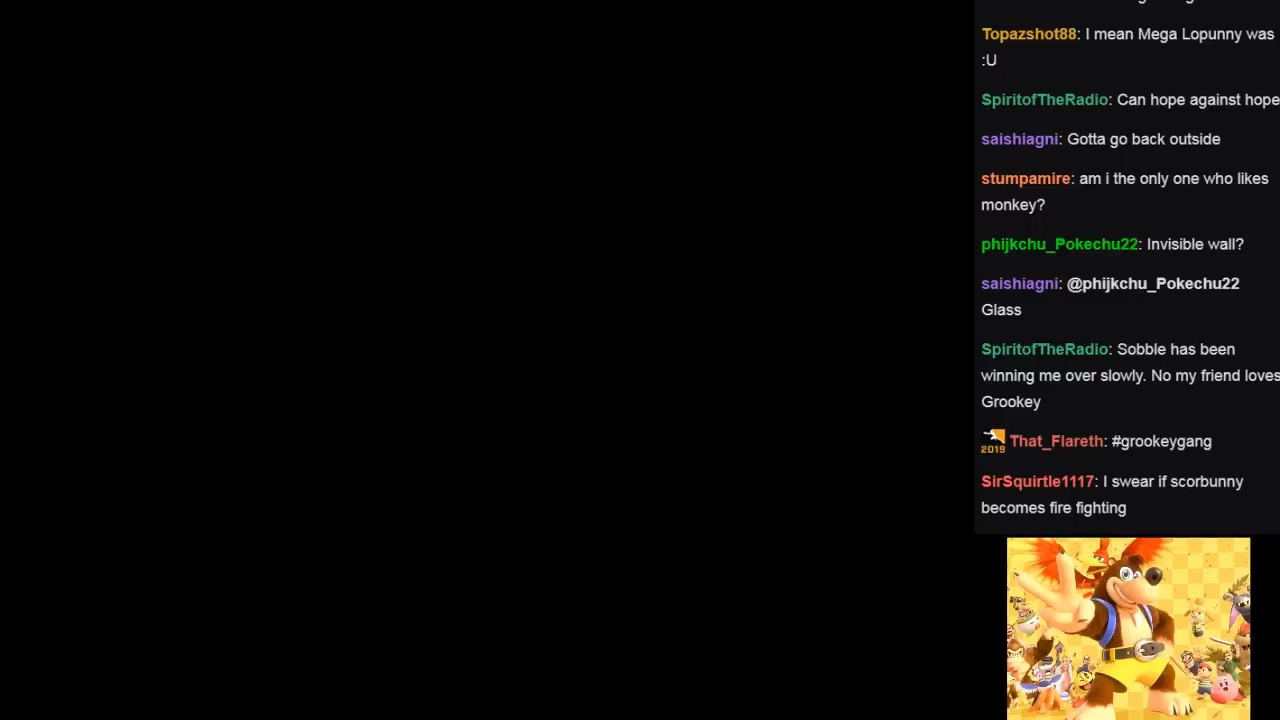 Topazshot88: I mean Mega Lopunny was
:U
SpiritofTheRadio: Can hope against hope
saishiagni: Gotta go back outside
stumpamire: am i the only one who likes
monkey?
phijkchu_Pokechu22: Invisible wall?
saishiagni: @phijkchu_Pokechu22
Glass
SpiritofTheRadio: Sobble has been
winning me over slowly. No my friend loves
Grookey
2019 That_Flareth: #grookeygang
SirSquirtle1117: I swear if scorbunny
becomes fire fighting